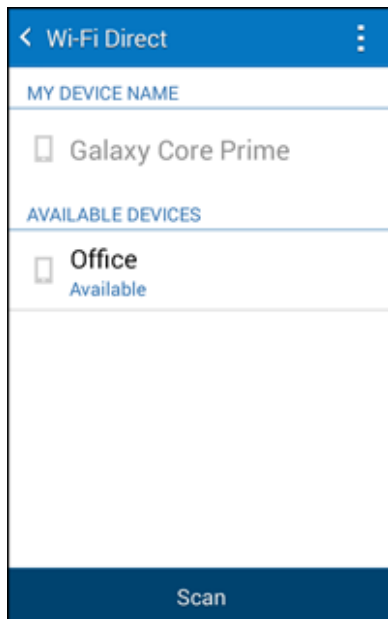 Wi-Fi Direct
MY DEVICE NAME
Galaxy Core Prime
AVAILABLE DEVICES
Office
Available
Scan